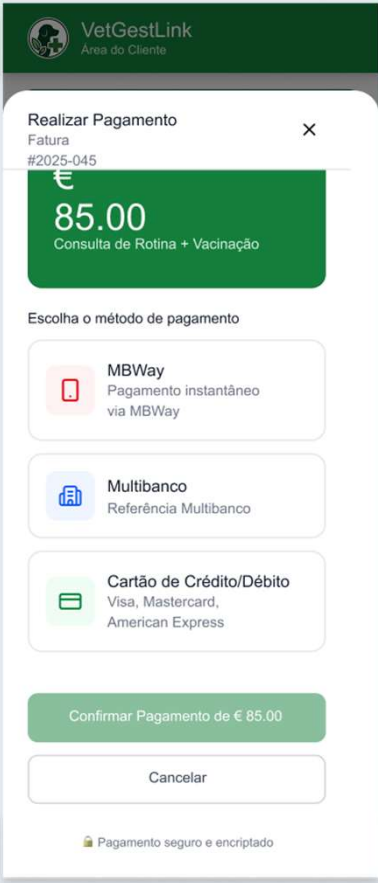 VetGestLink
Área do Cliente
Realizar Pagamento
Fatura
#2025-045
€
85.00
Consulta de Rotina + Vacinação
Escolha o método de pagamento
MBWay
Pagamento instantâneo
via MBWay
Multibanco
Referência Multibanco
Cartão de Crédito/Débito
Visa, Mastercard,
American Express
Confirmar Pagamento de € 85.00
Cancelar
🔒 Pagamento seguro e encriptado